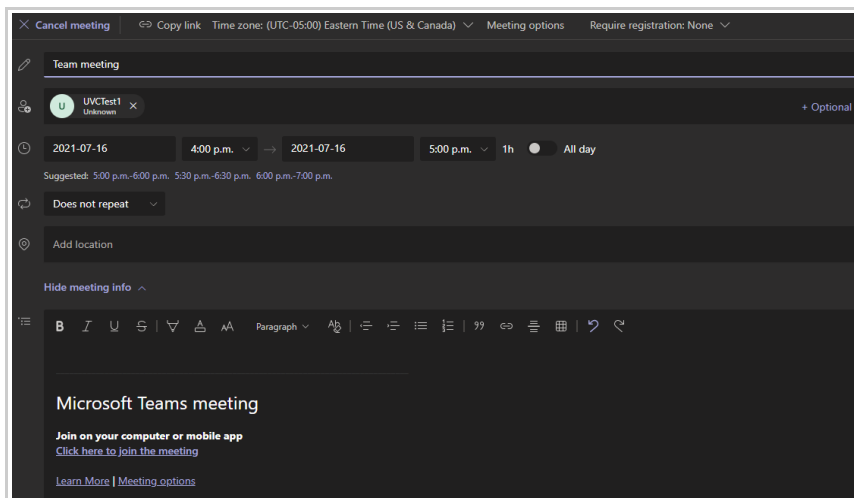 Cancel meeting Copy link Time zone: (UTC-05:00) Eastern Time (US & Canada) Meeting options Require registration: None
Team meeting
U UVCTest1
Unknown
+ Optional
2021-07-16 4:00 p.m. → 2021-07-16 5:00 p.m. 1h All day
Suggested: 5:00 p.m.-6:00 p.m. 5:30 p.m.-6:30 p.m. 6:00 p.m.-7:00 p.m.
Does not repeat
Add location
Hide meeting info
B I U S A AA Paragraph Ab 99
Microsoft Teams meeting
Join on your computer or mobile app
Click here to join the meeting
Learn More | Meeting options